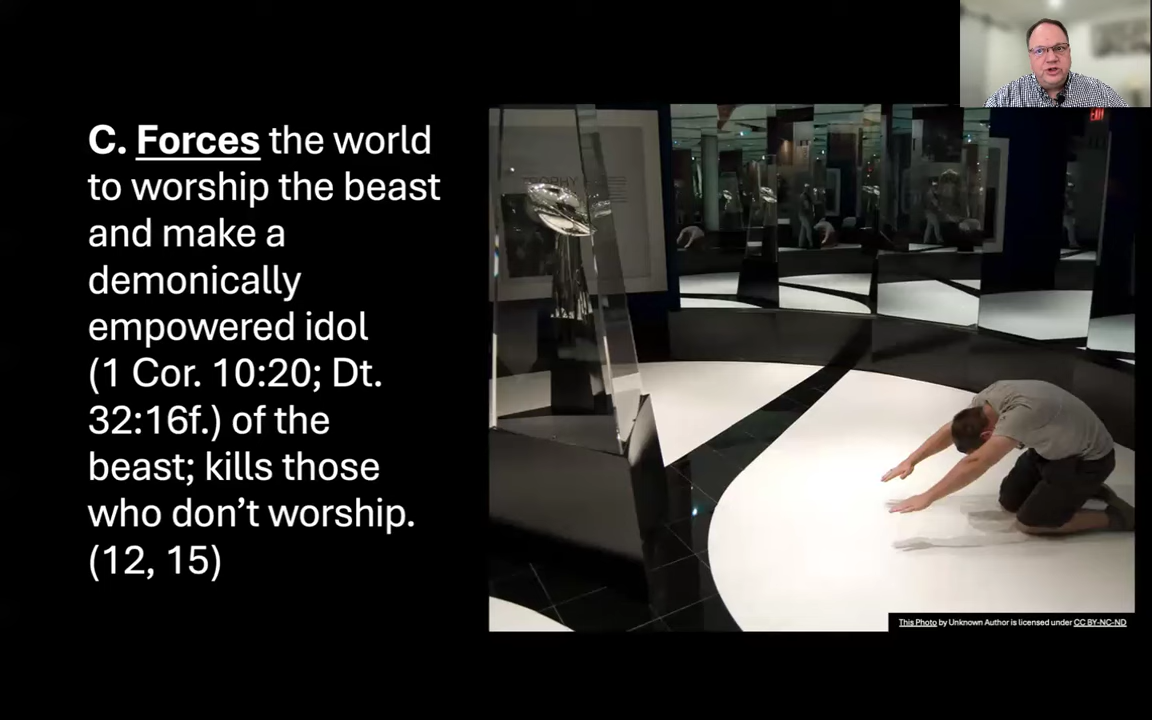 C. Forces the world
to worship the beast
and make a
demonically
empowered idol
(1 Cor. 10:20; Dt.
32:16f.) of the
beast; kills those
who don’t worship.
(12, 15)
EXIT
This Photo by Unknown Author is licensed under CC BY-NC-ND